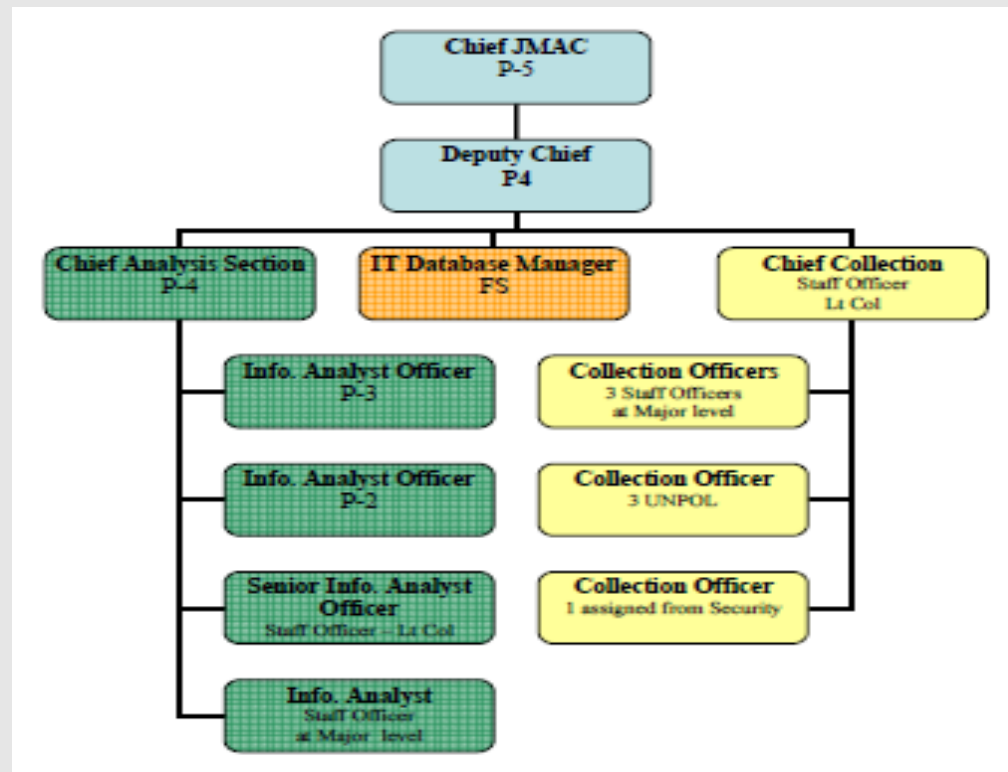 Chief JMAC
P-5
Deputy Chief
P4
Chief Analysis Section
P-4
IT Database Manager
FS
Chief Collection
Staff Officer
Lt Col
Info. Analyst Officer
P-3
Collection Officers
3 Staff Officers
at Major level
Info. Analyst Officer
P-2
Collection Officer
3 UNPOL
Senior Info. Analyst
Officer
Staff Officer – Lt Col
Collection Officer
1 assigned from Security
Info. Analyst
Staff Officer
at Major level